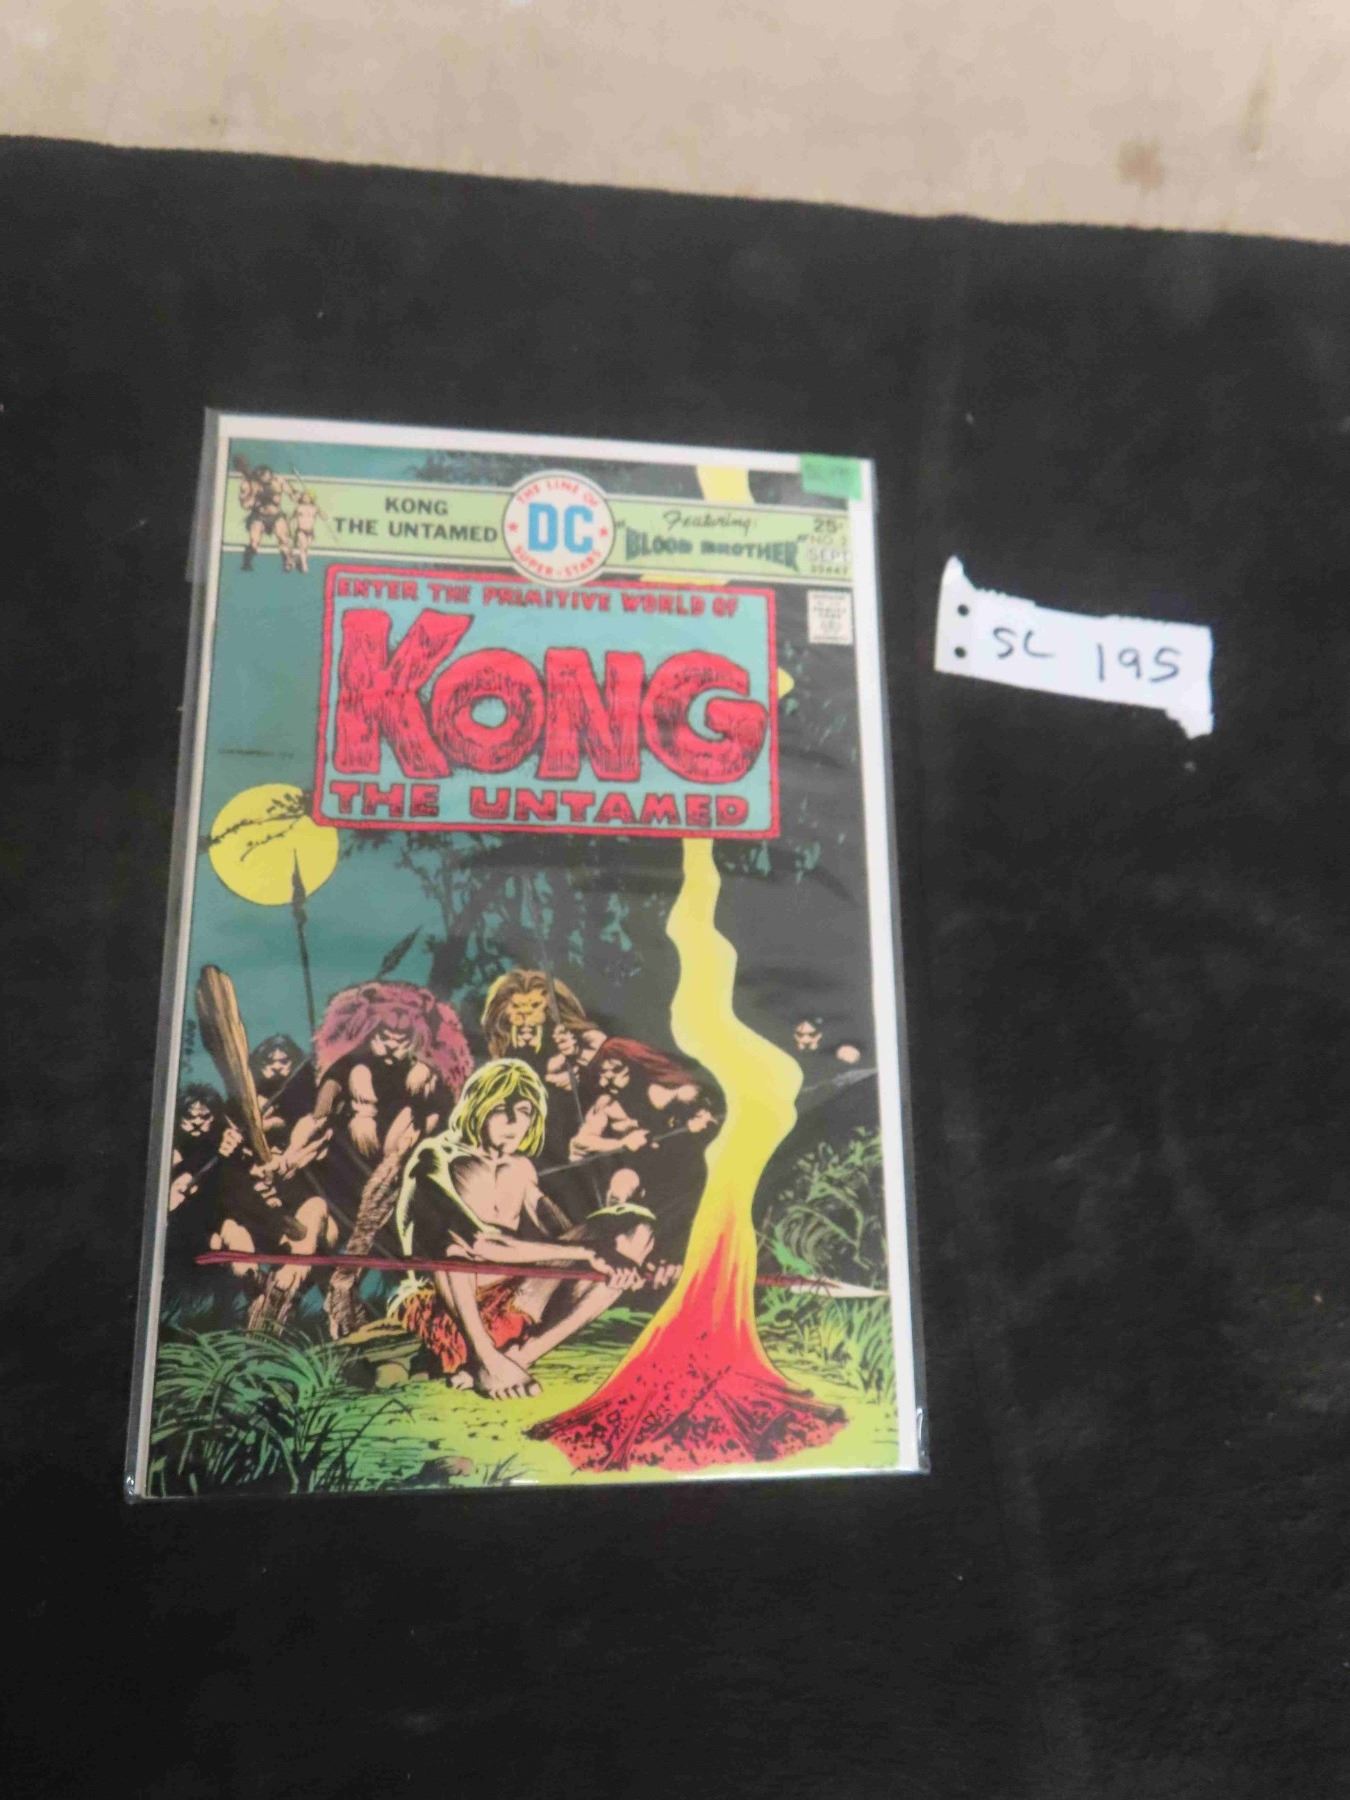 KONG
THE UNTAMED
THE LINE OF
DC
SUPER-STARS
Featuring:
"BLOOD BROTHER"
25¢
NO. 2
SEPT
ENTER THE PRIMITIVE WORLD OF
KONG
THE UNTAMED
SL 195